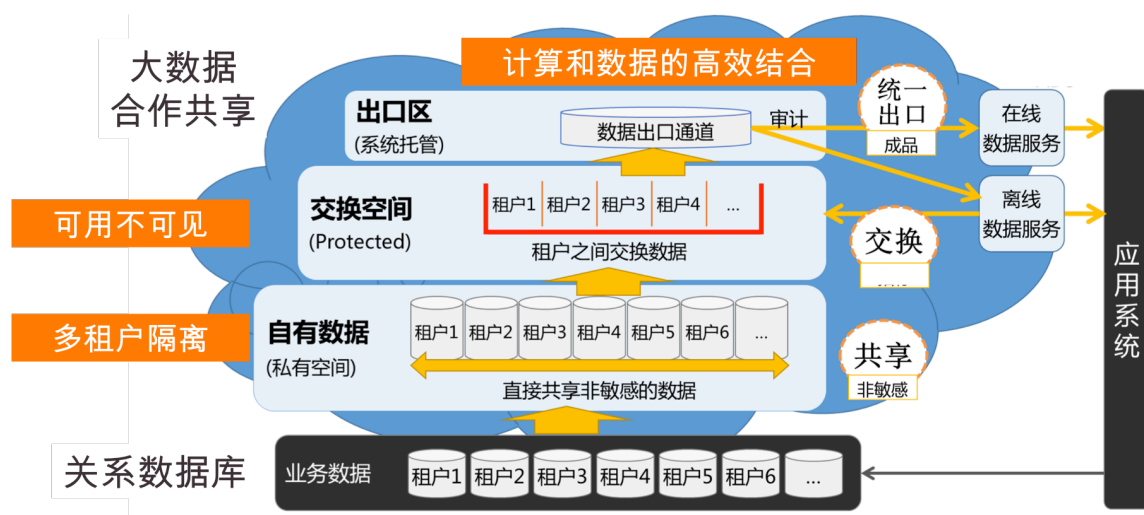 大数据
合作共享
计算和数据的高效结合
出口区
(系统托管)
数据出口通道
审计
统一
出口
成品
在线
数据服务
可用不可见
交换空间
(Protected)
租户1 租户2 租户3 租户4 ...
租户之间交换数据
离线
数据服务
交换
多租户隔离
自有数据
(私有空间)
租户1 租户2 租户3 租户4 租户5 租户6 ...
直接共享非敏感的数据
共享
非敏感
应用系统
关系数据库
业务数据
租户1 租户2 租户3 租户4 租户5 租户6 ...